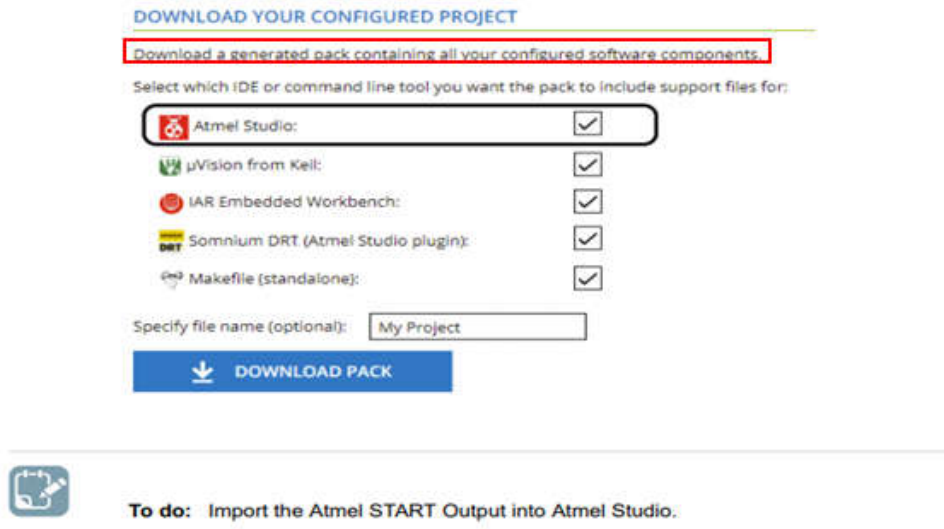 DOWNLOAD YOUR CONFIGURED PROJECT
Download a generated pack containing all your configured software components.
Select which IDE or command line tool you want the pack to include support files for:
Atmel Studio:
µVision from Keil:
IAR Embedded Workbench:
DRT Somnium DRT (Atmel Studio plugin):
Makefile (standalone):
Specify file name (optional): My Project
DOWNLOAD PACK
To do: Import the Atmel START Output into Atmel Studio.